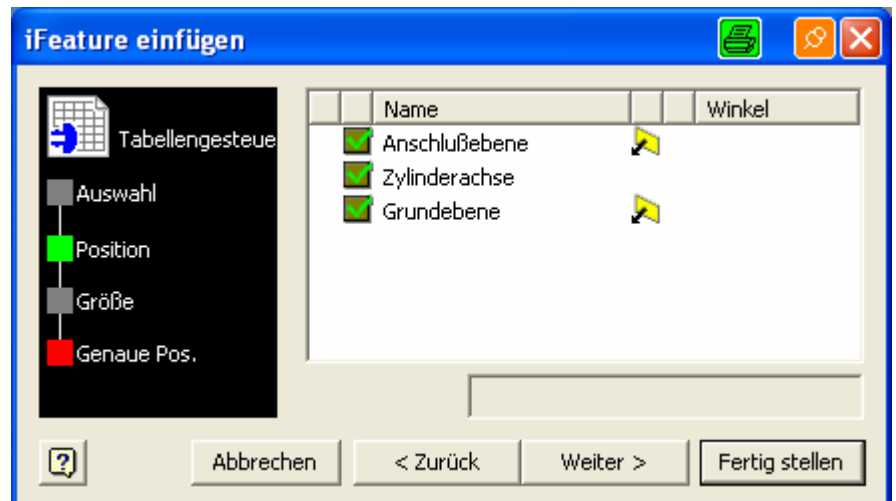 iFeature einfügen
Tabellengesteue
Auswahl
Position
Größe
Genaue Pos.
Name Winkel
Anschlußebene
Zylinderachse
Grundebene
?
Abbrechen < Zurück Weiter > Fertig stellen